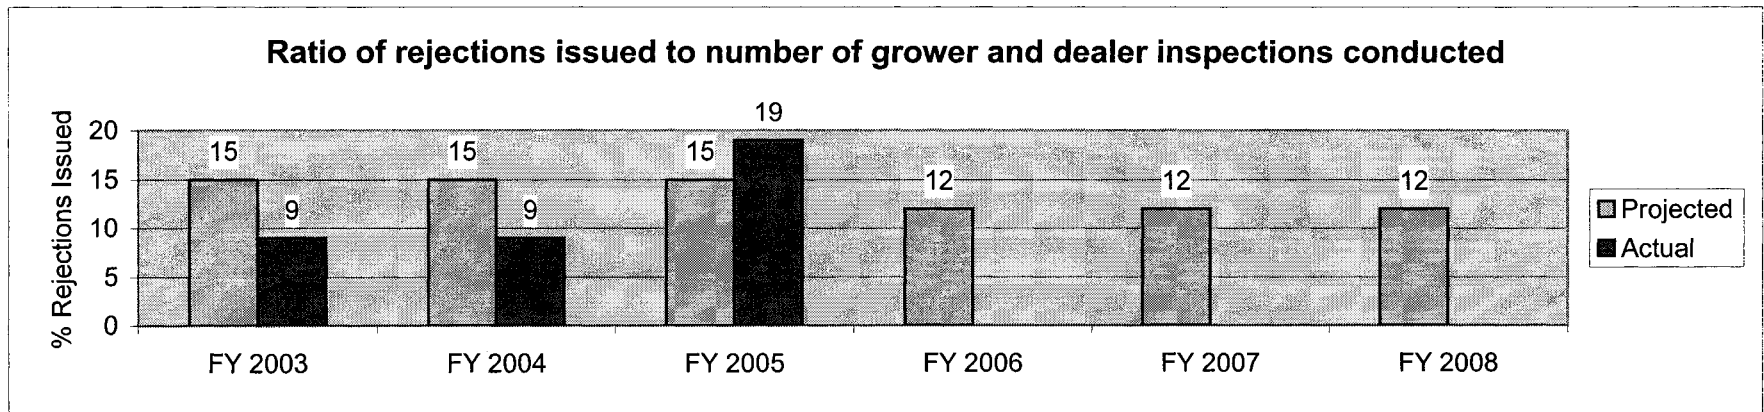 Ratio of rejections issued to number of grower and dealer inspections conducted
% Rejections Issued
20
15
10
5
0
15
9
15
9
15
19
12
12
12
FY 2003
FY 2004
FY 2005
FY 2006
FY 2007
FY 2008
Projected
Actual